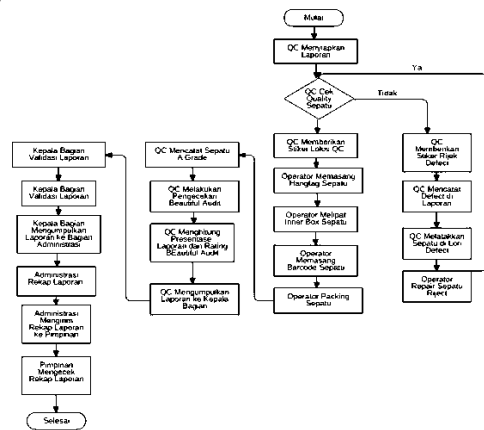 Mulai
QC Menyiapkan
Laporan
Ya
QC Cek
Quality
Sepatu
Tidak
QC Memberikan
Stiker Lolos QC
Operator Memasang
Hangtag Sepatu
Operator Melipat
Inner Box Sepatu
Operator
Memasang
Barcode Sepatu
Operator Packing
Sepatu
QC
Memberikan
Stiker Rijek
Defect
QC Mencatat
Defect di
Laporan
QC Meletakkan
Sepatu di Lori
Defect
Operator
Repair Sepatu
Riject
QC Mencatat Sepatu
A Grade
QC Melakukan
Pengecekan
Beautiful Audit
QC Menghitung
Presentase
Laporan dan Rating
BEautiful Audit
QC Mengumpulkan
Laporan ke Kepala
Bagian
Kepala Bagian
Validasi Laporan
Kepala Bagian
Validasi Laporan
Kepala Bagian
Mengumpulkan
Laporan ke Bagian
Administrasi
Administrasi
Rekap Laporan
Administrasi
Mengirim
Rekap Laporan
ke Pimpinan
Pimpinan
Mengecek
Rekap Laporan
Selesai